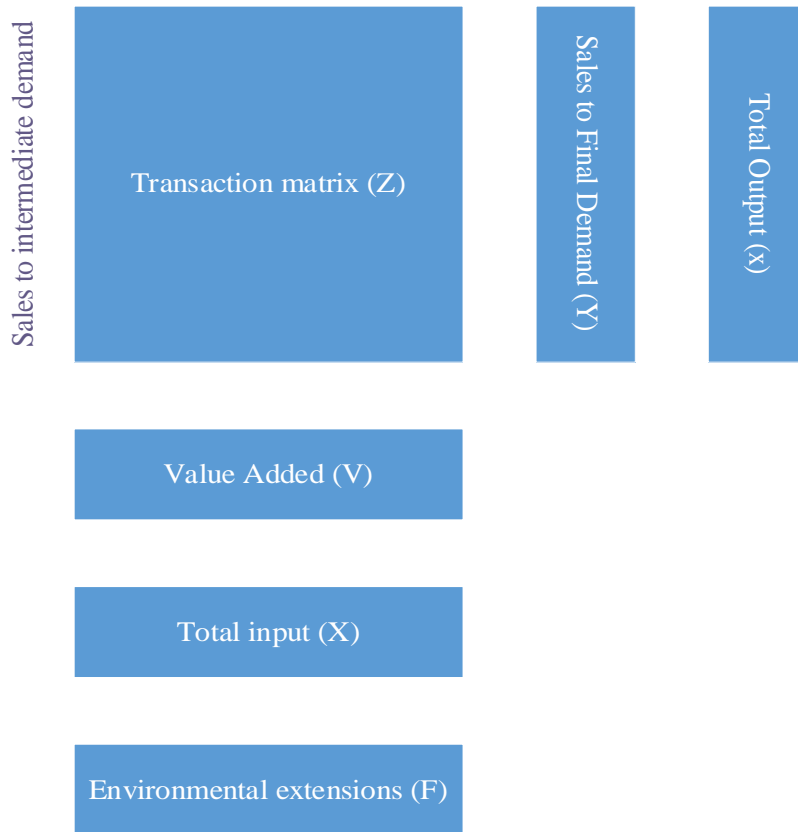 Sales to intermediate demand
Transaction matrix (Z)
Sales to Final Demand (Y)
Total Output (x)
Value Added (V)
Total input (X)
Environmental extensions (F)